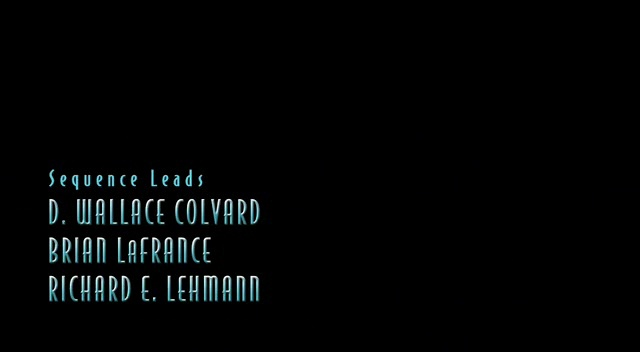 Sequence Leads
D. WALLACE COLVARD
BRIAN LaFRANCE
RICHARD E. LEHMANN